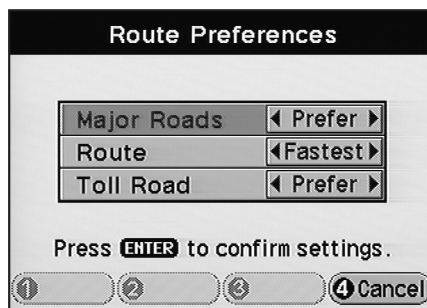 Route Preferences
Major Roads ◀ Prefer ▶
Route ◀ Fastest ▶
Toll Road ◀ Prefer ▶
Press ENTER to confirm settings.
1 2 3 4 Cancel